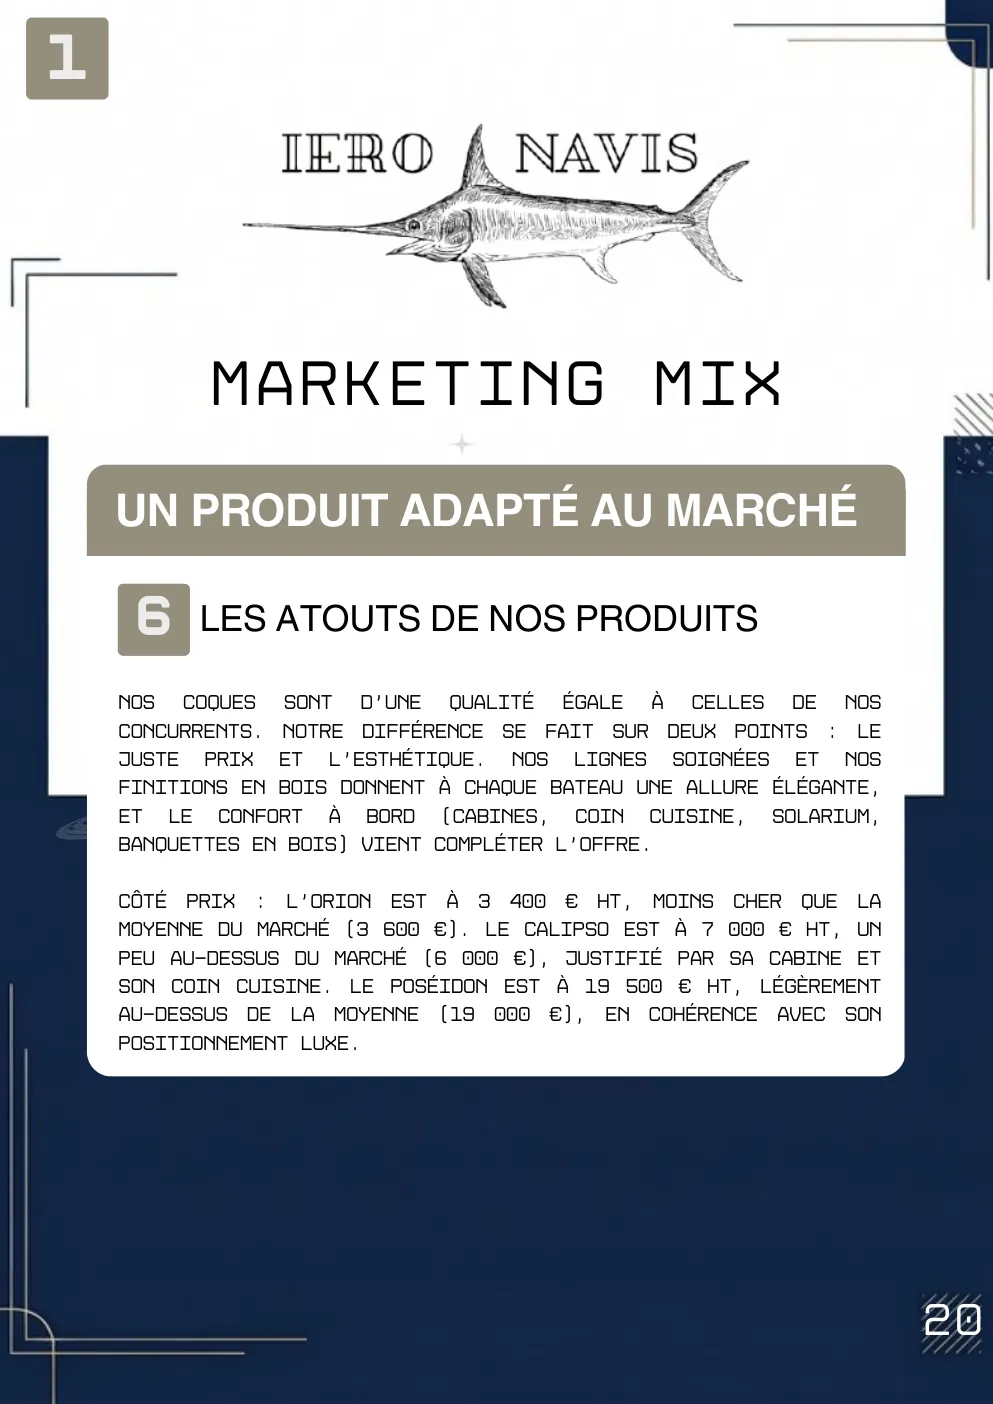 1
IERO NAVIS
MARKETING MIX
UN PRODUIT ADAPTÉ AU MARCHÉ
6 LES ATOUTS DE NOS PRODUITS
NOS COQUES SONT D'UNE QUALITÉ ÉGALE À CELLES DE NOS
CONCURRENTS. NOTRE DIFFÉRENCE SE FAIT SUR DEUX POINTS : LE
JUSTE PRIX ET L'ESTHÉTIQUE. NOS LIGNES SOIGNÉES ET NOS
FINITIONS EN BOIS DONNENT À CHAQUE BATEAU UNE ALLURE ÉLÉGANTE,
ET LE CONFORT À BORD (CABINES, COIN CUISINE, SOLARIUM,
BANQUETTES EN BOIS) VIENT COMPLÉTER L'OFFRE.
CÔTÉ PRIX : L'ORION EST À 3 400 € HT, MOINS CHER QUE LA
MOYENNE DU MARCHÉ (3 600 €). LE CALIPSO EST À 7 000 € HT, UN
PEU AU-DESSUS DU MARCHÉ (6 000 €), JUSTIFIÉ PAR SA CABINE ET
SON COIN CUISINE. LE POSÉIDON EST À 19 500 € HT, LÉGÈREMENT
AU-DESSUS DE LA MOYENNE (19 000 €), EN COHÉRENCE AVEC SON
POSITIONNEMENT LUXE.
20